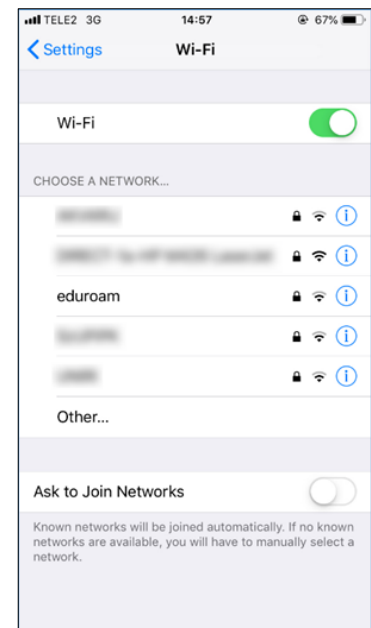 TELE2 3G 14:57 67%
Settings Wi-Fi
Wi-Fi
CHOOSE A NETWORK...
eduroam
Other...
Ask to Join Networks
Known networks will be joined automatically. If no known
networks are available, you will have to manually select a
network.